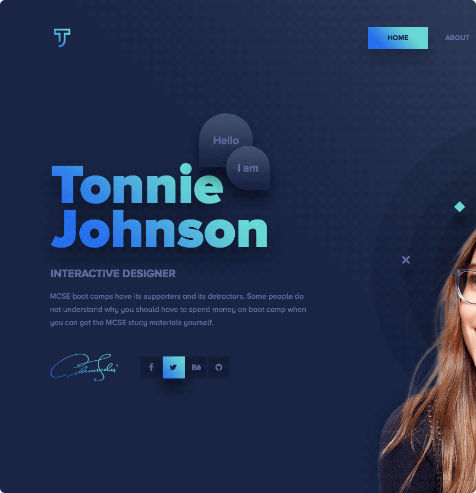 HOME
ABOUT
Hello
I am
Tonnie
Johnson
INTERACTIVE DESIGNER
MCSE boot camps have its supporters and its detractors. Some people do
not understand why you should have to spend money on boot camp when
you can get the MCSE study materials yourself.
Bē